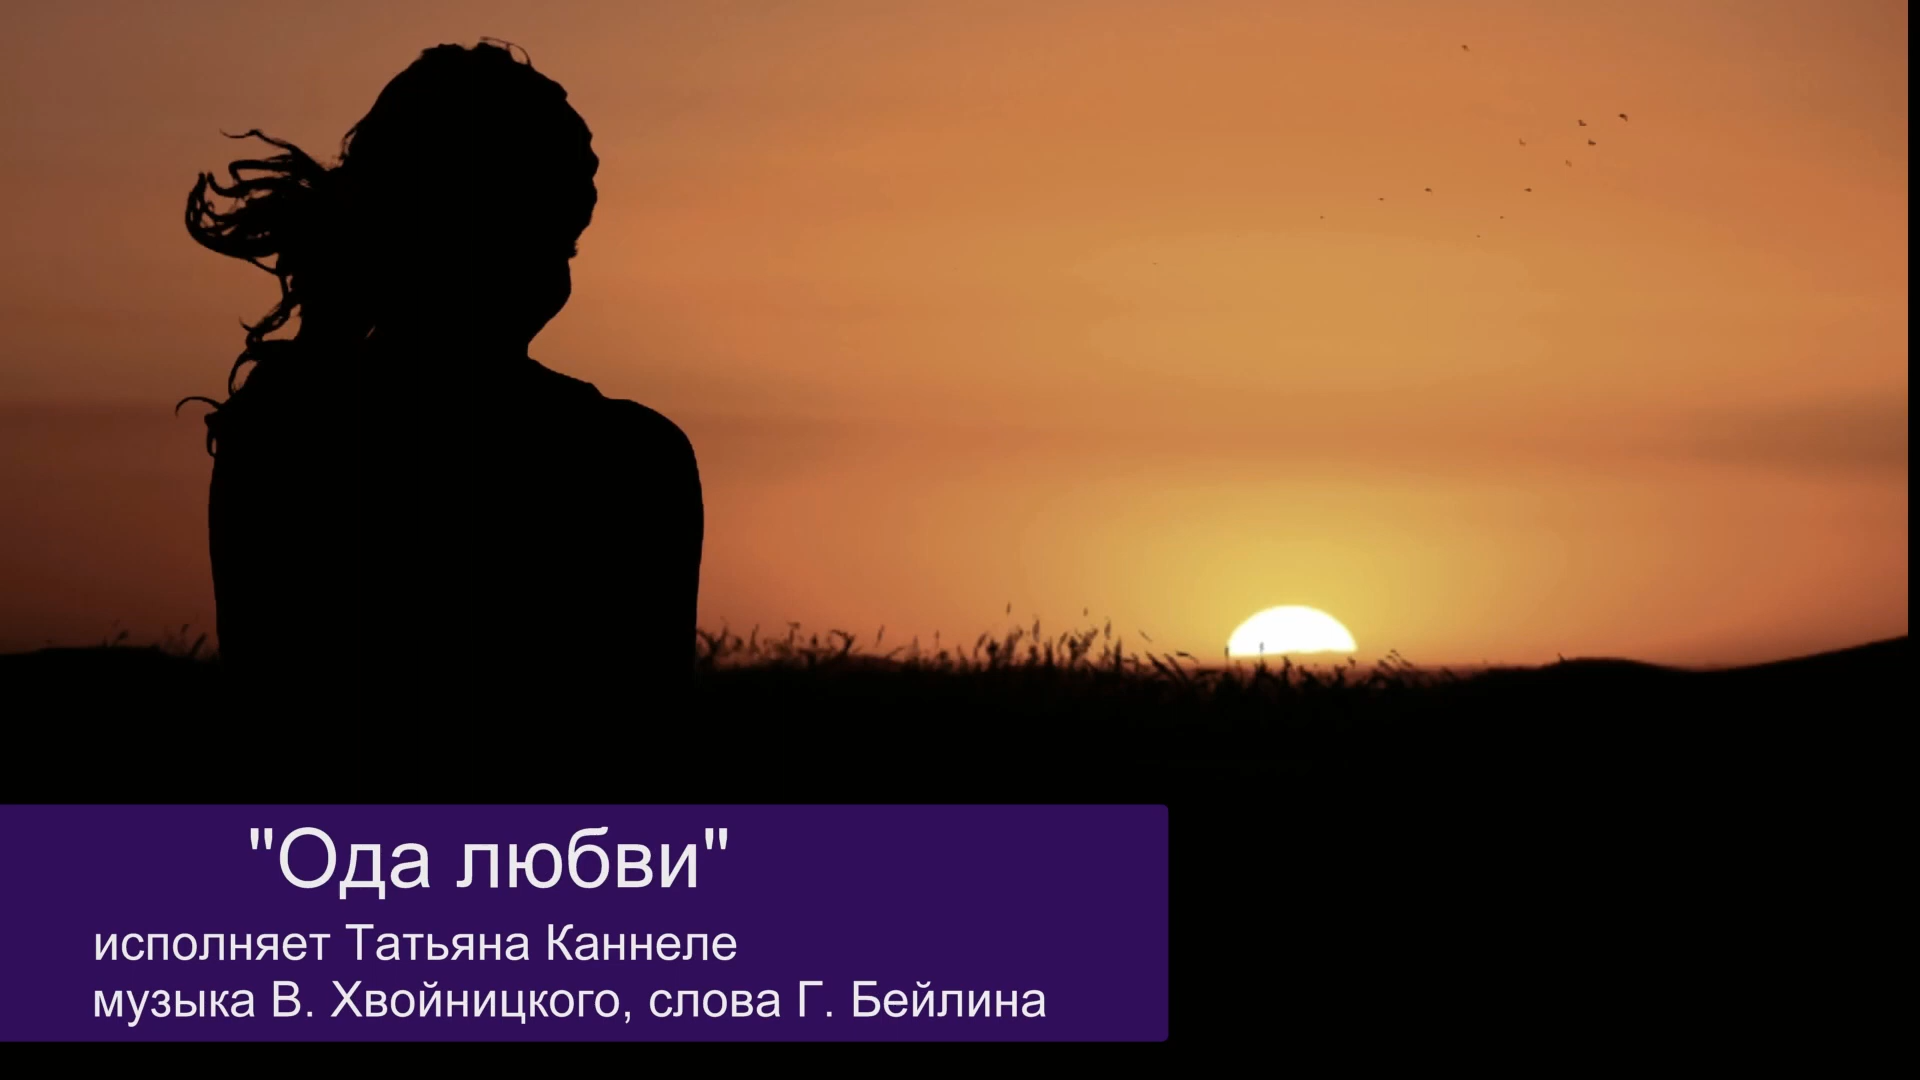 "Ода любви"
исполняет Татьяна Каннеле
музыка В. Хвойницкого, слова Г. Бейлина